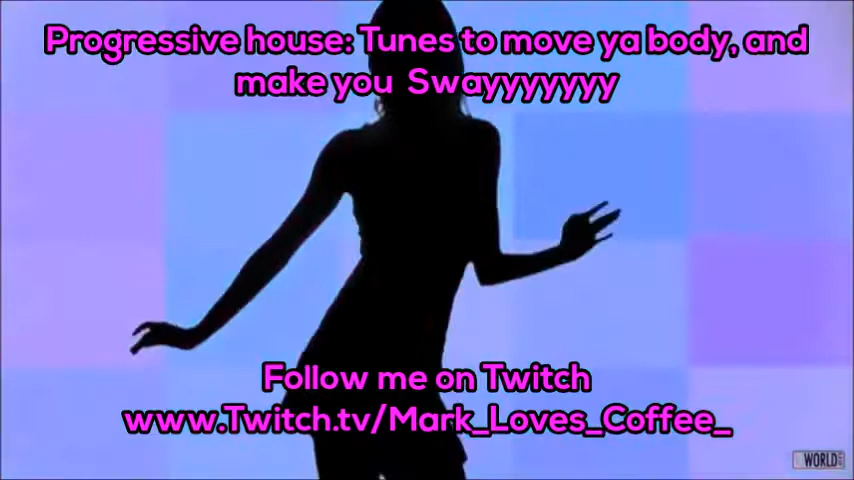 Progressive house: Tunes to move ya body, and
make you Swayyyyyyy
Follow me on Twitch
www.Twitch.tv/Mark_Loves_Coffee_
WORLD